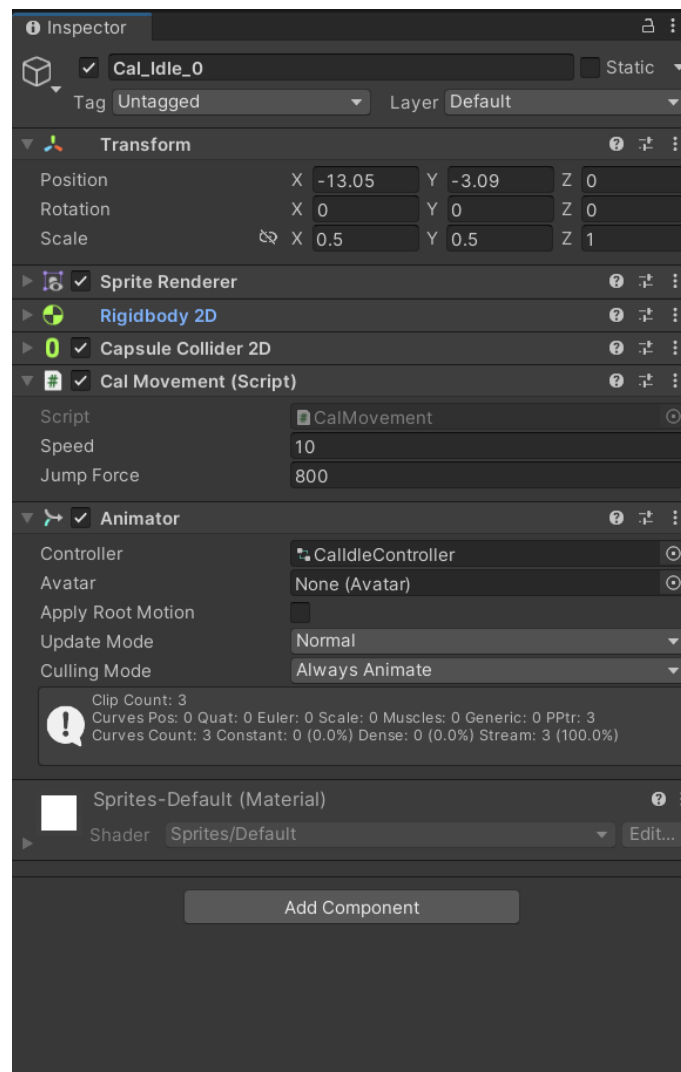 Inspector
Cal_Idle_0 Static
Tag Untagged Layer Default
Transform
Position X -13.05 Y -3.09 Z 0
Rotation X 0 Y 0 Z 0
Scale X 0.5 Y 0.5 Z 1
Sprite Renderer
Rigidbody 2D
Capsule Collider 2D
Cal Movement (Script)
Script CalMovement
Speed 10
Jump Force 800
Animator
Controller CalIdleController
Avatar None (Avatar)
Apply Root Motion
Update Mode Normal
Culling Mode Always Animate
Clip Count: 3
Curves Pos: 0 Quat: 0 Euler: 0 Scale: 0 Muscles: 0 Generic: 0 PPtr: 3
Curves Count: 3 Constant: 0 (0.0%) Dense: 0 (0.0%) Stream: 3 (100.0%)
Sprites-Default (Material)
Shader Sprites/Default Edit...
Add Component